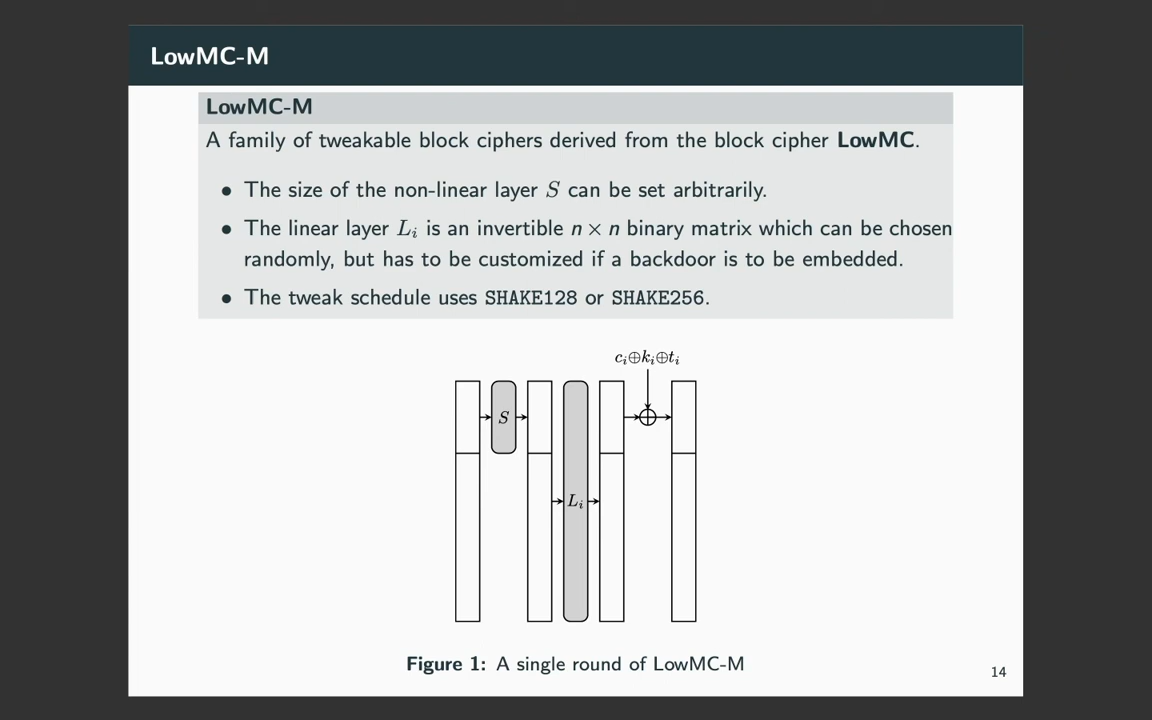 LowMC-M
LowMC-M
A family of tweakable block ciphers derived from the block cipher LowMC.
• The size of the non-linear layer S can be set arbitrarily.
• The linear layer Lᵢ is an invertible n × n binary matrix which can be chosen
randomly, but has to be customized if a backdoor is to be embedded.
• The tweak schedule uses SHAKE128 or SHAKE256.
cᵢ⊕kᵢ⊕tᵢ
S
Lᵢ
Figure 1: A single round of LowMC-M
14